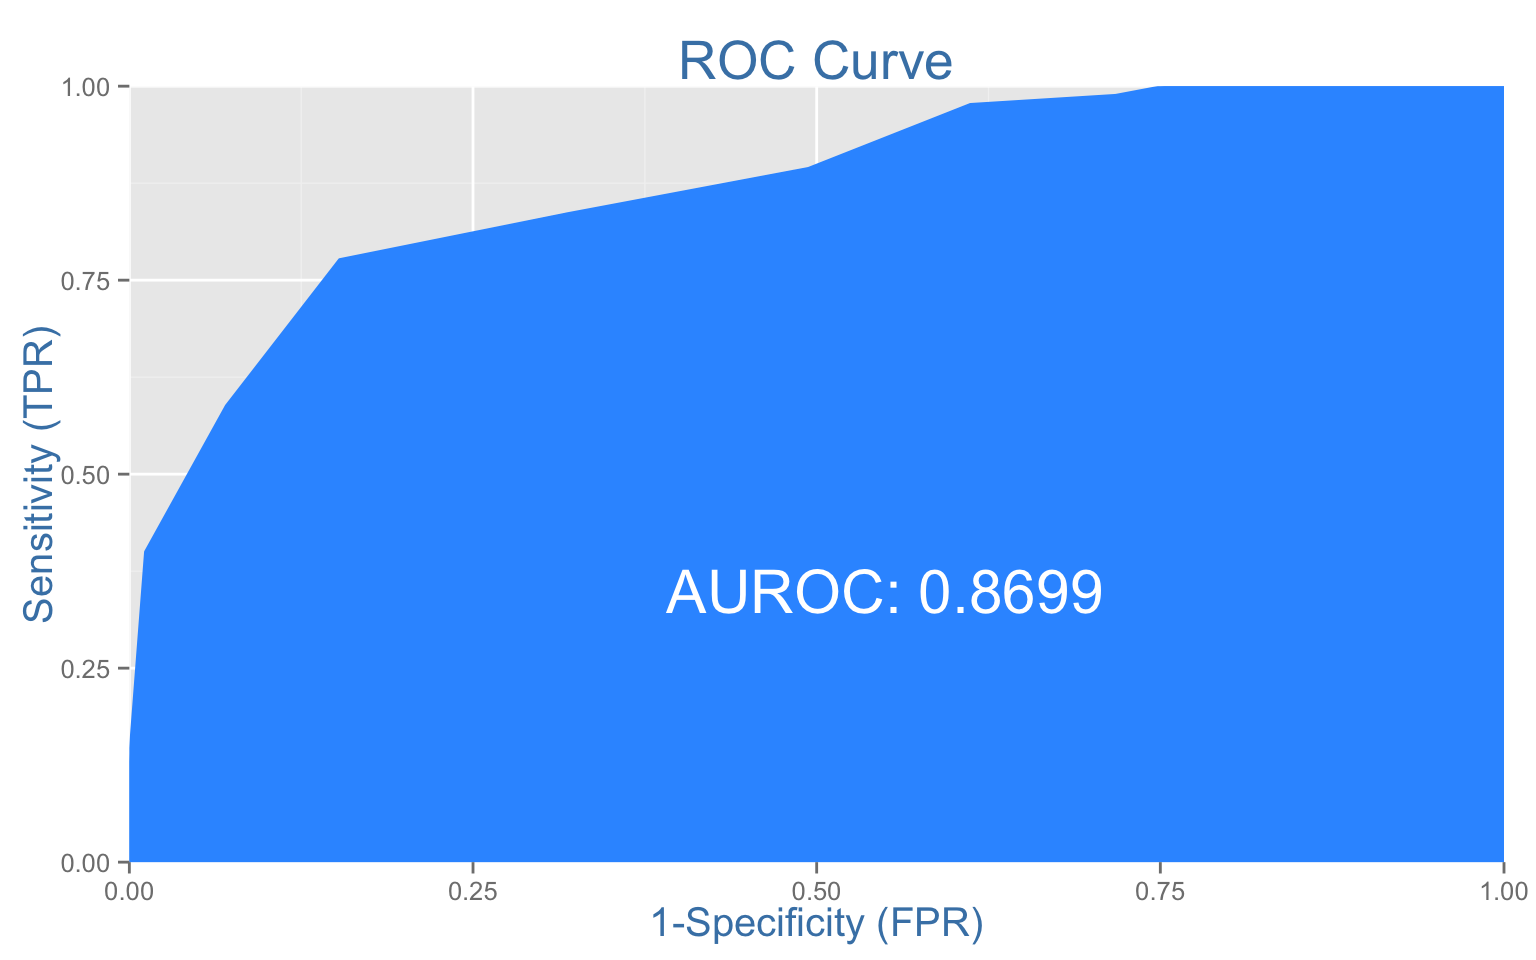 ROC Curve
1.00
0.75
0.50
0.25
0.00
Sensitivity (TPR)
AUROC: 0.8699
0.00 0.25 0.50 0.75 1.00
1-Specificity (FPR)